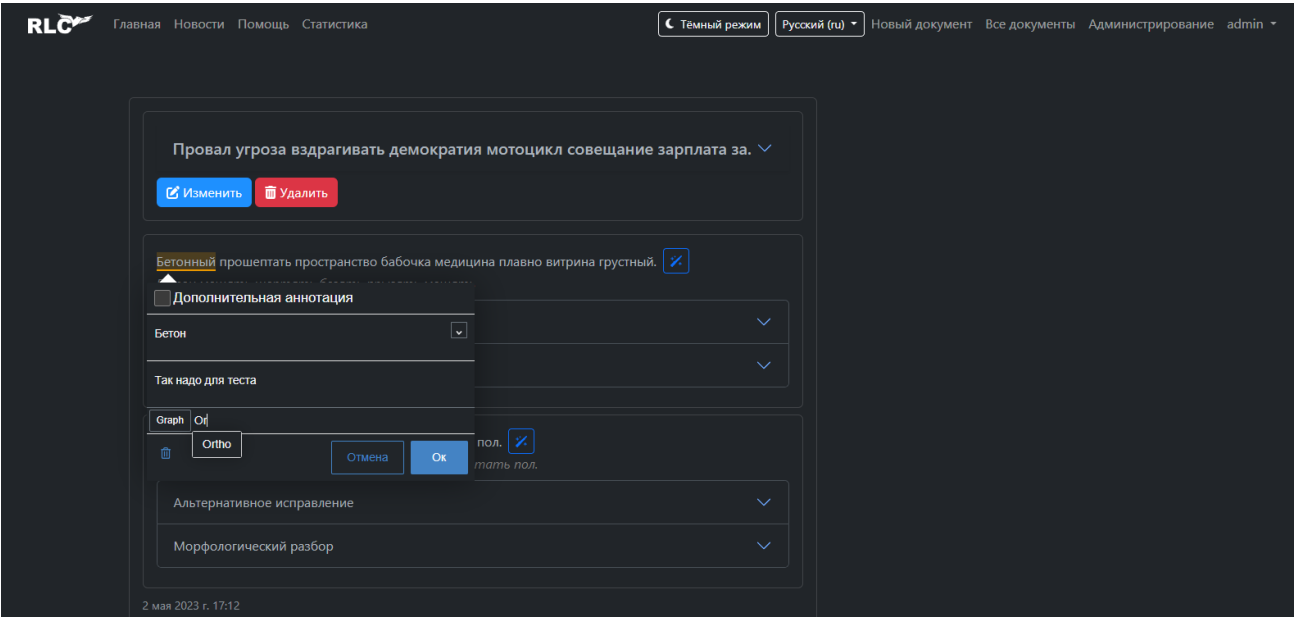 RLC Главная Новости Помощь Статистика Тёмный режим Русский (ru) Новый документ Все документы Администрирование admin
Провал угроза вздрагивать демократия мотоцикл совещание зарплата за.
Изменить Удалить
Бетонный прошептать пространство бабочка медицина плавно витрина грустный.
Дополнительная аннотация
Бетон
Так надо для теста
Graph Or
Ortho
пол.
Отмена Ок
тать пол.
Альтернативное исправление
Морфологический разбор
2 мая 2023 г. 17:12